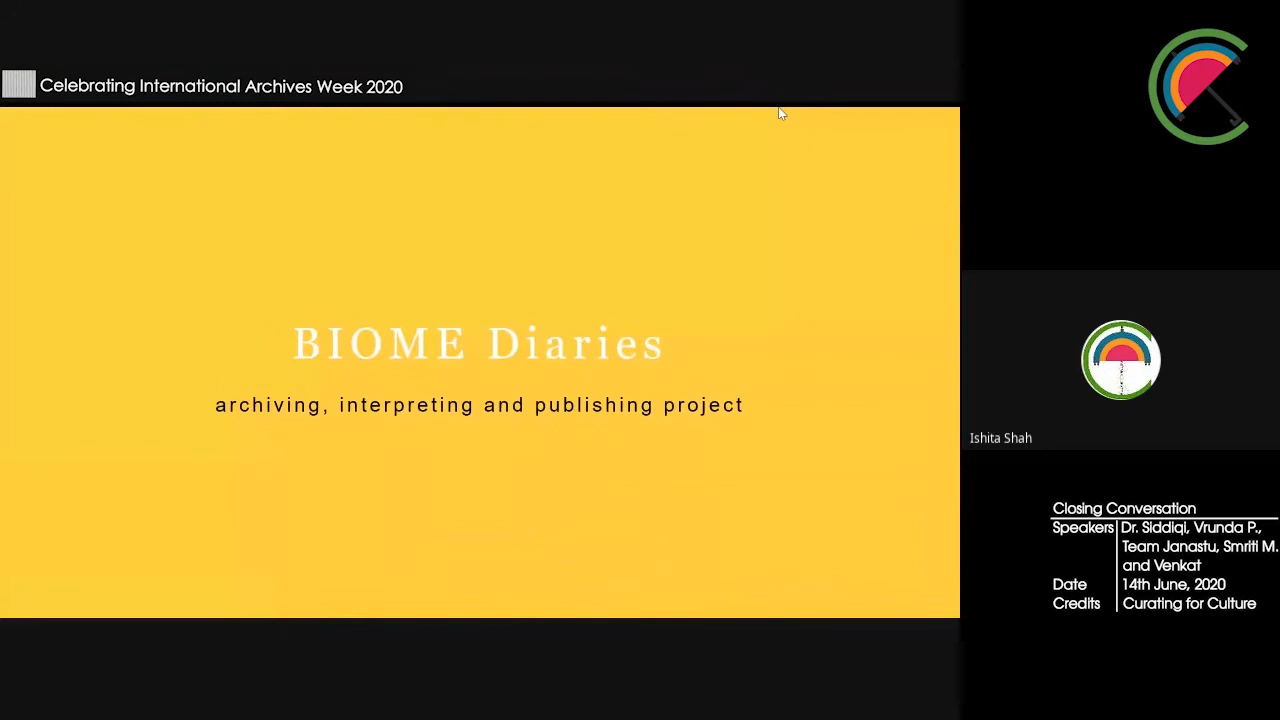 Celebrating International Archives Week 2020
BIOME Diaries
archiving, interpreting and publishing project
Ishita Shah
Closing Conversation
Speakers Dr. Siddiqi, Vrunda P.,
Team Janastu, Smriti M.
and Venkat
Date 14th June, 2020
Credits Curating for Culture